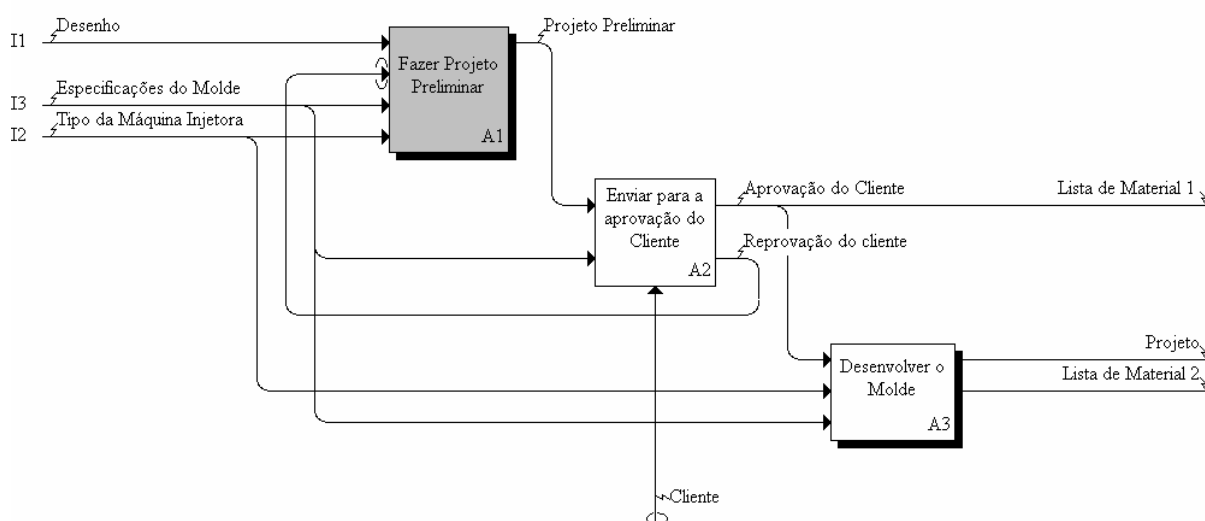 Desenho
Projeto Preliminar
I1
Fazer Projeto
Preliminar
Especificações do Molde
I3
Tipo da Máquina Injetora
I2
A1
Aprovação do Cliente
Lista de Material 1
Enviar para a
aprovação do
Cliente
Reprovação do cliente
A2
Projeto
Desenvolver o
Molde
Lista de Material 2
A3
Cliente